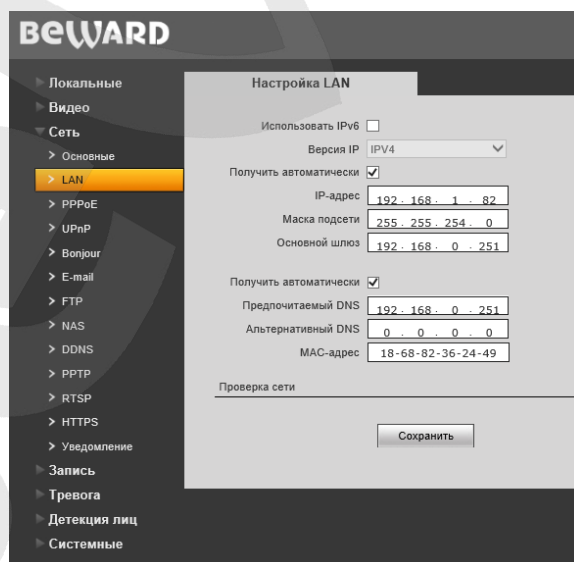 BEWARD
Локальные
Видео
Сеть
Основные
LAN
PPPoE
UPnP
Bonjour
E-mail
FTP
NAS
DDNS
PPTP
RTSP
HTTPS
Уведомление
Запись
Тревога
Детекция лиц
Системные
Настройка LAN
Использовать IPv6
Версия IP IPV4
Получить автоматически
IP-адрес 192 . 168 . 1 . 82
Маска подсети 255 . 255 . 254 . 0
Основной шлюз 192 . 168 . 0 . 251
Получить автоматически
Предпочитаемый DNS 192 . 168 . 0 . 251
Альтернативный DNS 0 . 0 . 0 . 0
MAC-адрес 18-68-82-36-24-49
Проверка сети
Сохранить